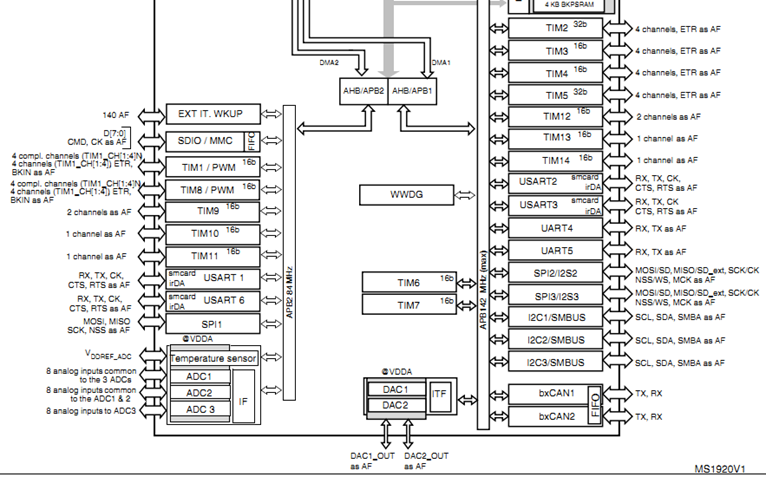 4 KB BKPSRAM
DMA2
DMA1
AHB/APB2
AHB/APB1
140 AF
EXT IT. WKUP
D[7:0]
CMD, CK as AF
SDIO / MMC
FIFO
4 compl. channels (TIM1_CH[1:4]N
4 channels (TIM1_CH[1:4]) ETR,
BKIN as AF
TIM1 / PWM 16b
4 compl. channels (TIM1_CH[1:4]N
4 channels (TIM1_CH[1:4]) ETR,
BKIN as AF
TIM8 / PWM 16b
2 channels as AF
TIM9 16b
1 channel as AF
TIM10 16b
1 channel as AF
TIM11 16b
RX, TX, CK,
CTS, RTS as AF
smcard
irDA
USART 1
RX, TX, CK,
CTS, RTS as AF
smcard
irDA
USART 6
MOSI, MISO
SCK, NSS as AF
SPI1
@VDDA
VDDREF_ADC
Temperature sensor
8 analog inputs common
to the 3 ADCs
ADC1
8 analog inputs common
to the ADC1 & 2
ADC2
8 analog inputs to ADC3
ADC 3
IF
APB2 84 MHz
WWDG
TIM6 16b
TIM7 16b
@VDDA
DAC1
DAC2
ITF
DAC1_OUT
as AF
DAC2_OUT
as AF
APB1 42 MHz (max)
TIM2 32b
4 channels, ETR as AF
TIM3 16b
4 channels, ETR as AF
TIM4 16b
4 channels, ETR as AF
TIM5 32b
4 channels, ETR as AF
TIM12 16b
2 channels as AF
TIM13 16b
1 channel as AF
TIM14 16b
1 channel as AF
USART2
smcard
irDA
RX, TX, CK,
CTS, RTS as AF
USART3
smcard
irDA
RX, TX, CK
CTS, RTS as AF
UART4
RX, TX as AF
UART5
RX, TX as AF
SPI2/I2S2
MOSI/SD, MISO/SD_ext, SCK/CK
NSS/WS, MCK as AF
SPI3/I2S3
MOSI/SD, MISO/SD_ext, SCK/CK
NSS/WS, MCK as AF
I2C1/SMBUS
SCL, SDA, SMBA as AF
I2C2/SMBUS
SCL, SDA, SMBA as AF
I2C3/SMBUS
SCL, SDA, SMBA as AF
bxCAN1
TX, RX
bxCAN2
TX, RX
FIFO
MS1920V1